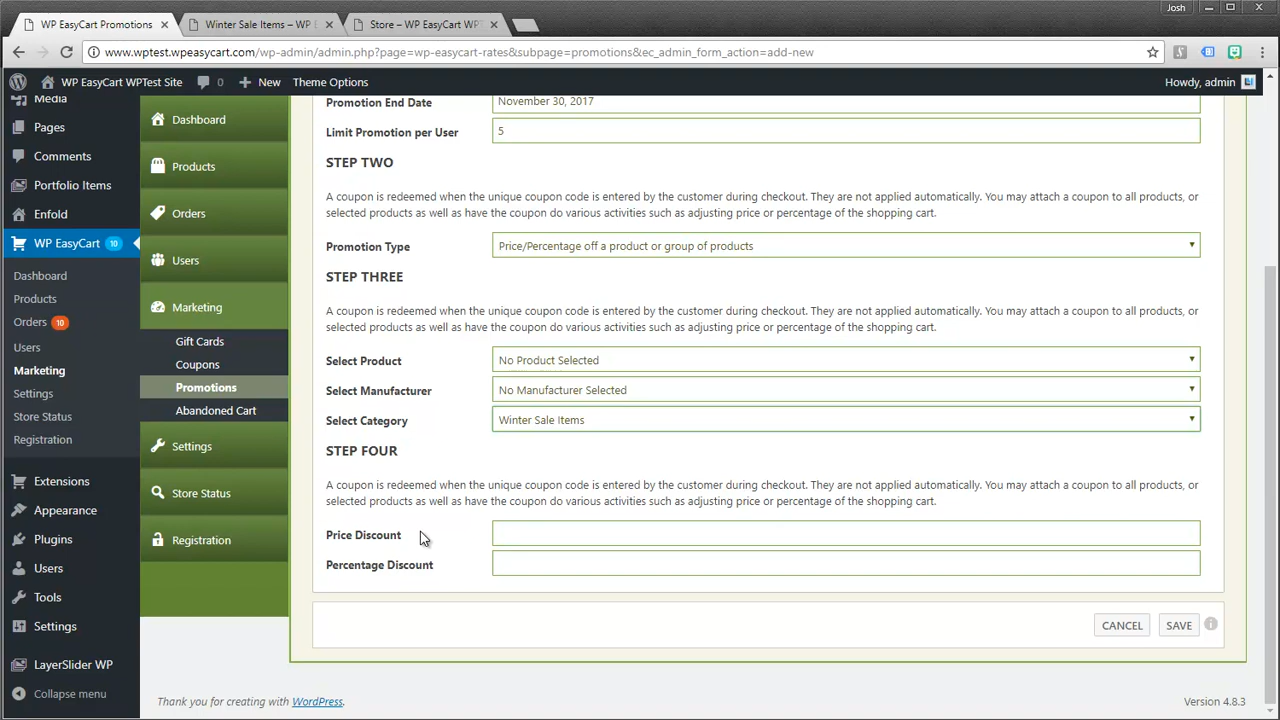 Josh
WP EasyCart Promotions
Winter Sale Items – WP E
Store – WP EasyCart WPT
www.wptest.wpeasycart.com/wp-admin/admin.php?page=wp-easycart-rates&subpage=promotions&ec_admin_form_action=add-new
WP EasyCart WPTest Site
New
Theme Options
Howdy, admin
Media
Pages
Comments
Portfolio Items
Enfold
WP EasyCart 10
Dashboard
Products
Orders 10
Users
Marketing
Settings
Store Status
Registration
Extensions
Appearance
Plugins
Users
Tools
Settings
LayerSlider WP
Collapse menu
Dashboard
Products
Orders
Users
Marketing
Gift Cards
Coupons
Promotions
Abandoned Cart
Settings
Store Status
Registration
Promotion End Date November 30, 2017
Limit Promotion per User 5
STEP TWO
A coupon is redeemed when the unique coupon code is entered by the customer during checkout. They are not applied automatically. You may attach a coupon to all products, or
selected products as well as have the coupon do various activities such as adjusting price or percentage of the shopping cart.
Promotion Type Price/Percentage off a product or group of products
STEP THREE
A coupon is redeemed when the unique coupon code is entered by the customer during checkout. They are not applied automatically. You may attach a coupon to all products, or
selected products as well as have the coupon do various activities such as adjusting price or percentage of the shopping cart.
Select Product No Product Selected
Select Manufacturer No Manufacturer Selected
Select Category Winter Sale Items
STEP FOUR
A coupon is redeemed when the unique coupon code is entered by the customer during checkout. They are not applied automatically. You may attach a coupon to all products, or
selected products as well as have the coupon do various activities such as adjusting price or percentage of the shopping cart.
Price Discount
Percentage Discount
CANCEL SAVE
Thank you for creating with WordPress.
Version 4.8.3